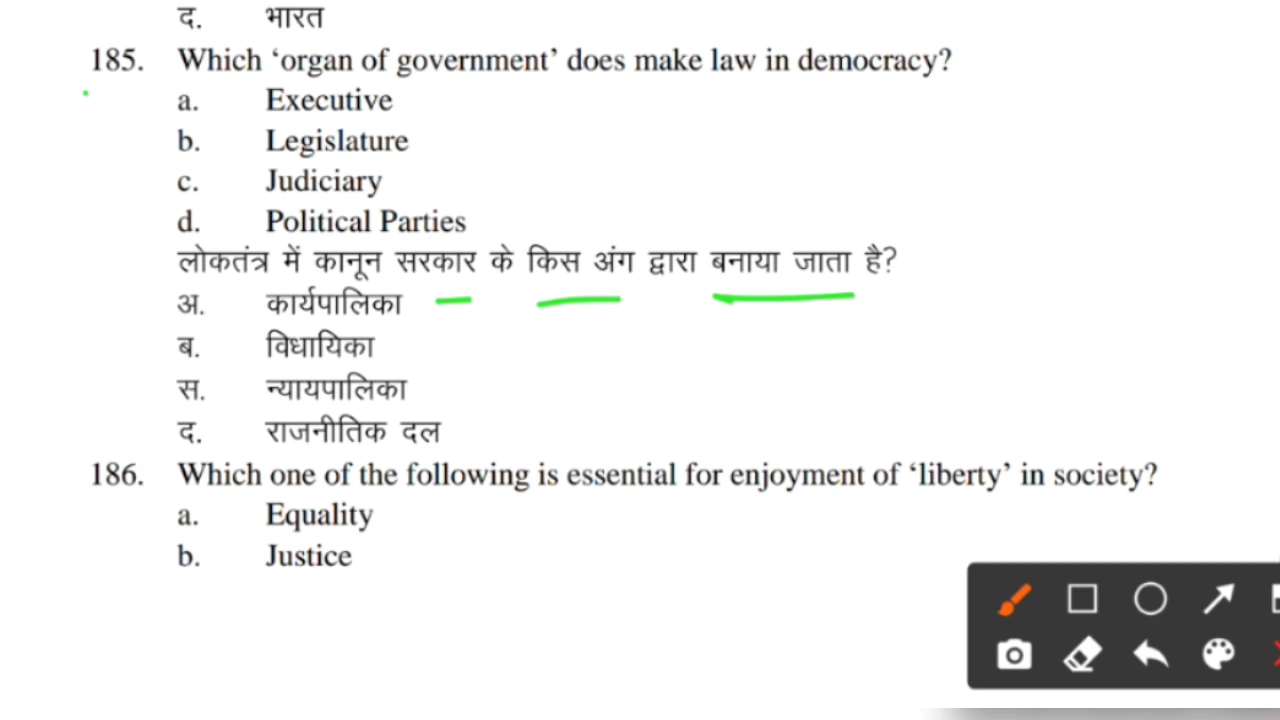 द. भारत
185. Which ‘organ of government’ does make law in democracy?
a. Executive
b. Legislature
c. Judiciary
d. Political Parties
लोकतंत्र में कानून सरकार के किस अंग द्वारा बनाया जाता है?
अ. कार्यपालिका
ब. विधायिका
स. न्यायपालिका
द. राजनीतिक दल
186. Which one of the following is essential for enjoyment of ‘liberty’ in society?
a. Equality
b. Justice